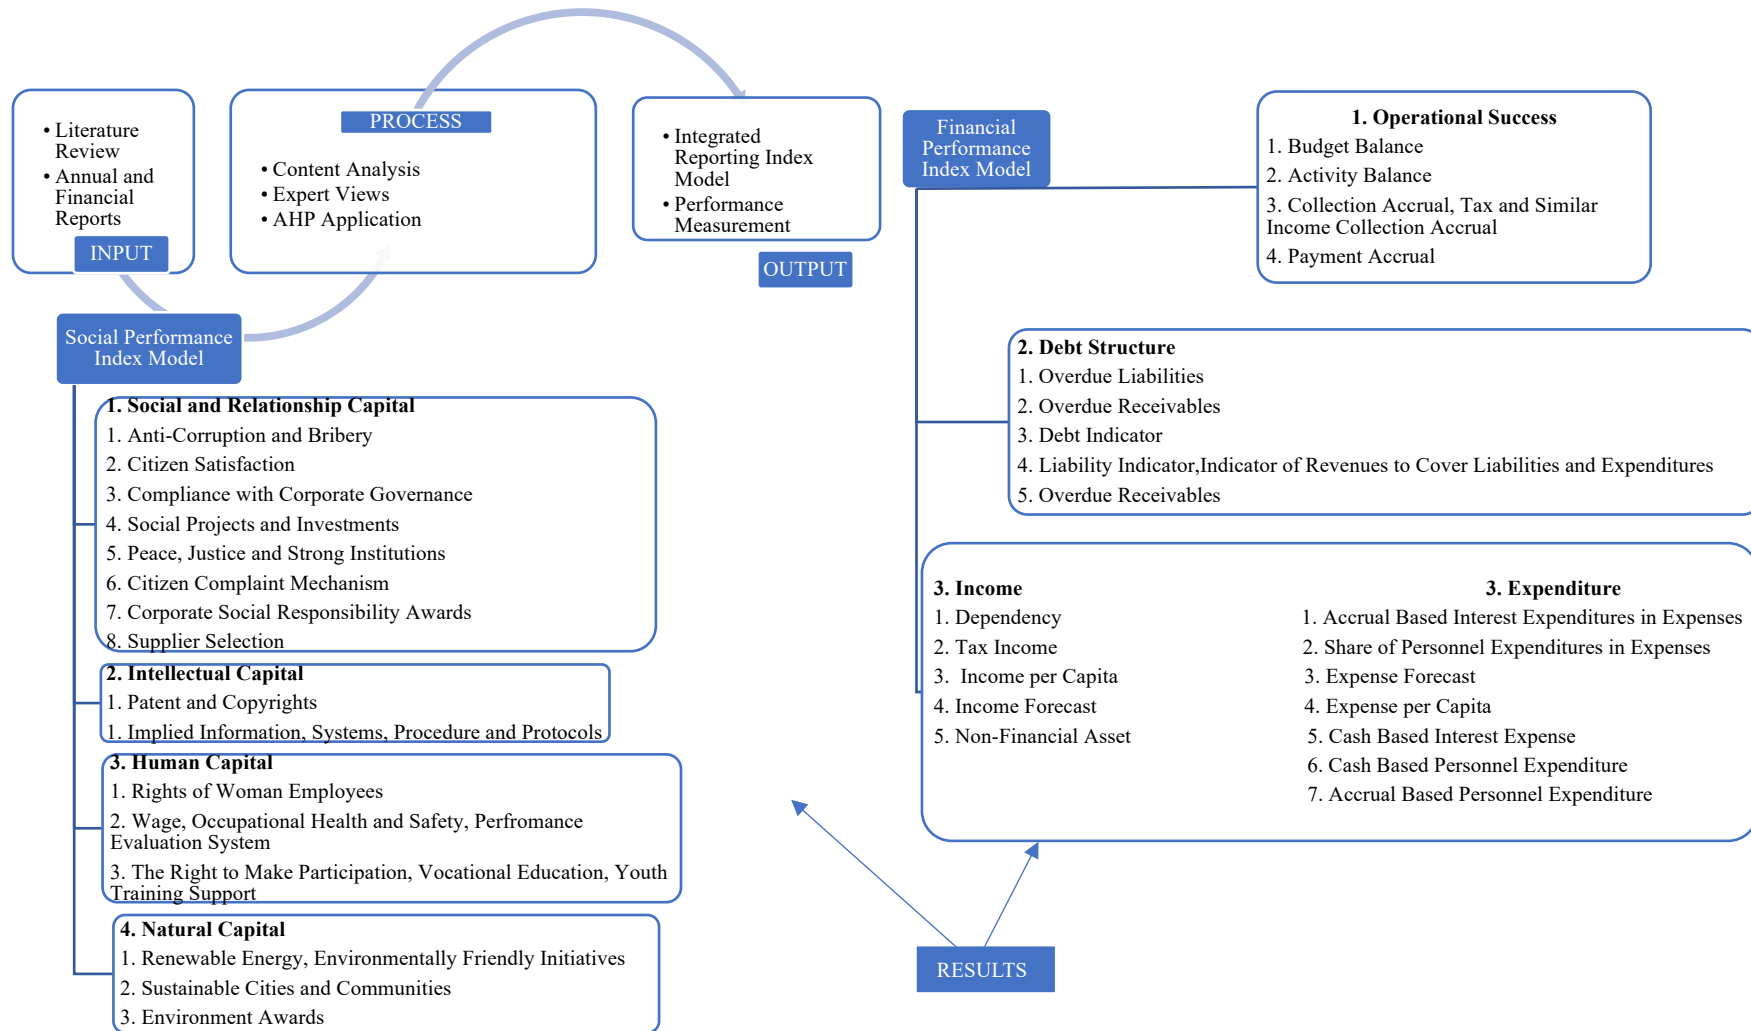 • Literature
Review
• Annual and
Financial
Reports
INPUT
PROCESS
• Content Analysis
• Expert Views
• AHP Application
• Integrated
Reporting Index
Model
• Performance
Measurement
OUTPUT
Social Performance
Index Model
1. Social and Relationship Capital
1. Anti-Corruption and Bribery
2. Citizen Satisfaction
3. Compliance with Corporate Governance
4. Social Projects and Investments
5. Peace, Justice and Strong Institutions
6. Citizen Complaint Mechanism
7. Corporate Social Responsibility Awards
8. Supplier Selection
2. Intellectual Capital
1. Patent and Copyrights
1. Implied Information, Systems, Procedure and Protocols
3. Human Capital
1. Rights of Woman Employees
2. Wage, Occupational Health and Safety, Perfromance
Evaluation System
3. The Right to Make Participation, Vocational Education, Youth
Training Support
4. Natural Capital
1. Renewable Energy, Environmentally Friendly Initiatives
2. Sustainable Cities and Communities
3. Environment Awards
Financial
Performance
Index Model
1. Operational Success
1. Budget Balance
2. Activity Balance
3. Collection Accrual, Tax and Similar
Income Collection Accrual
4. Payment Accrual
2. Debt Structure
1. Overdue Liabilities
2. Overdue Receivables
3. Debt Indicator
4. Liability Indicator,Indicator of Revenues to Cover Liabilities and Expenditures
5. Overdue Receivables
3. Income
1. Dependency
2. Tax Income
3. Income per Capita
4. Income Forecast
5. Non-Financial Asset
3. Expenditure
1. Accrual Based Interest Expenditures in Expenses
2. Share of Personnel Expenditures in Expenses
3. Expense Forecast
4. Expense per Capita
5. Cash Based Interest Expense
6. Cash Based Personnel Expenditure
7. Accrual Based Personnel Expenditure
RESULTS